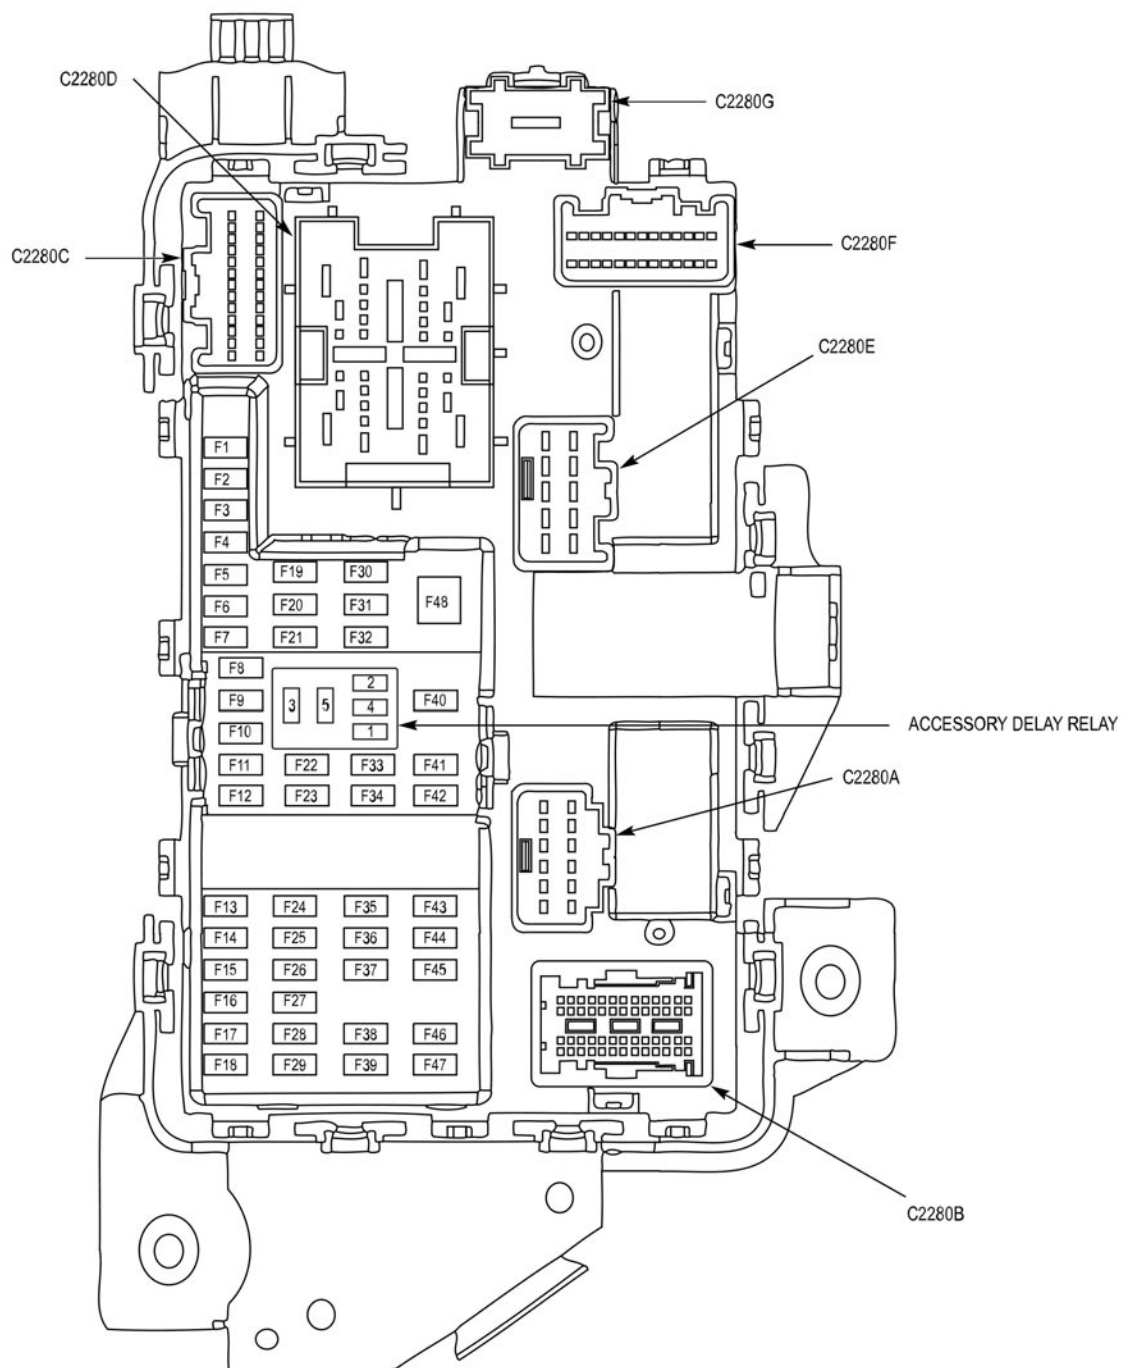 C2280D
C2280G
C2280C
C2280F
C2280E
F1
F2
F3
F4
F5 F19 F30
F6 F20 F31 F48
F7 F21 F32
F8
2
F9 3 5 4 F40
F10 1
ACCESSORY DELAY RELAY
F11 F22 F33 F41
C2280A
F12 F23 F34 F42
F13 F24 F35 F43
F14 F25 F36 F44
F15 F26 F37 F45
F16 F27
F17 F28 F38 F46
F18 F29 F39 F47
C2280B